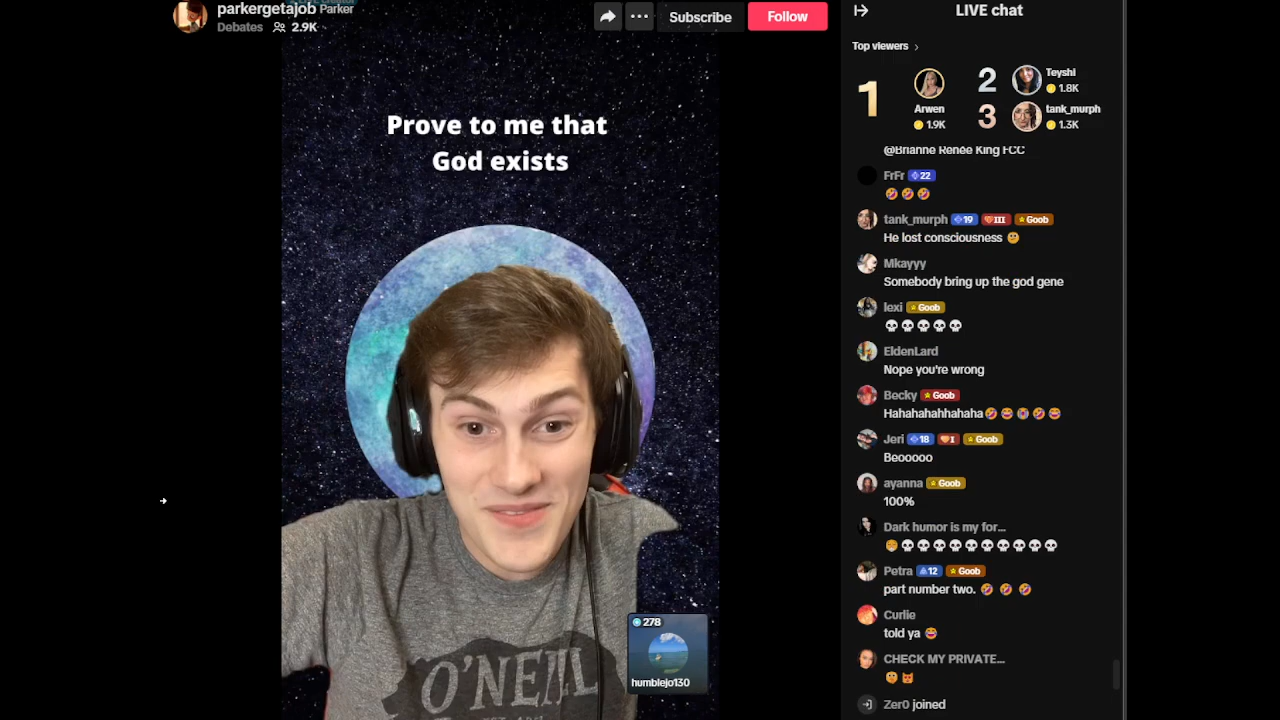 parkergetajob Parker
Debates 2.9K
Subscribe
Follow
Prove to me that
God exists
O'NEILL
278
humblejo130
LIVE chat
Top viewers
1
Arwen
1.9K
2
Teyshi
1.8K
3
tank_murph
1.3K
@Brianne Renée King FCC
FrFr 22
tank_murph 19 III Goob
He lost consciousness
Mkayyy
Somebody bring up the god gene
lexi Goob
EldenLard
Nope you're wrong
Becky Goob
Hahahahahhahaha
Jeri 18 I Goob
Beooooo
ayanna Goob
100%
Dark humor is my for...
Petra 12 Goob
part number two.
Curlie
told ya
CHECK MY PRIVATE...
Zer0 joined